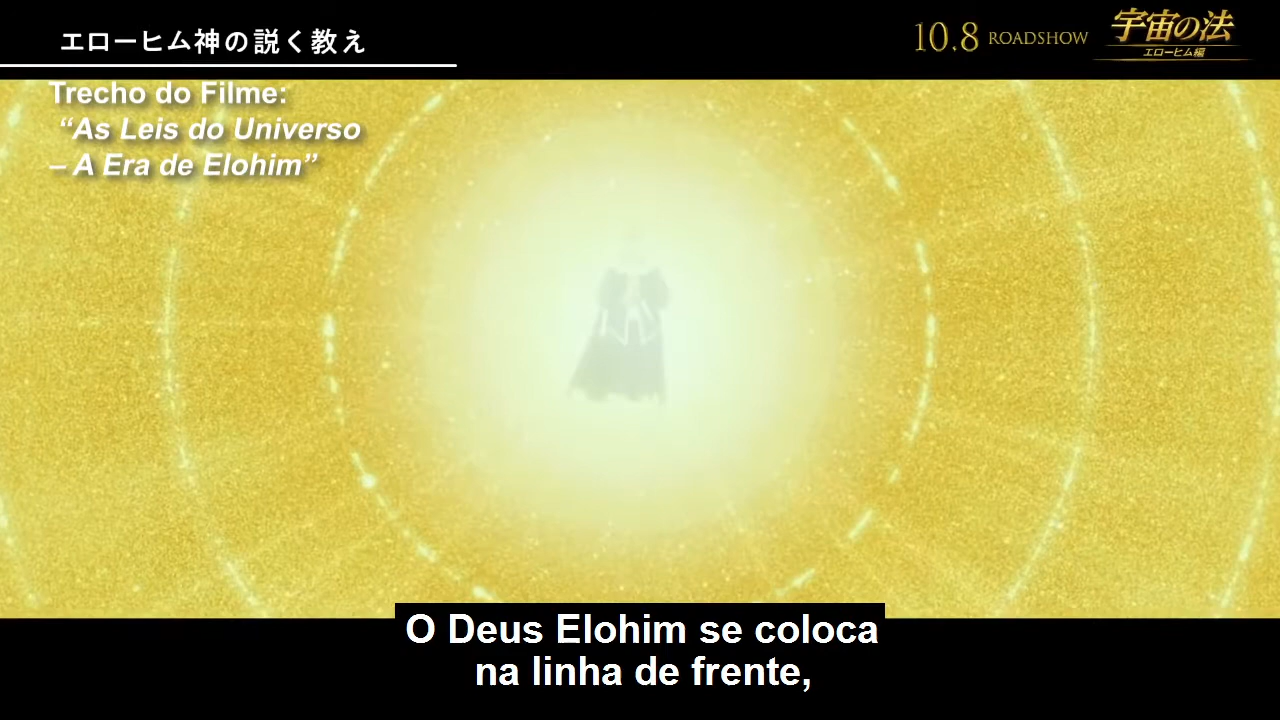 エローヒム神の説く教え
10.8 ROADSHOW
宇宙の法
エローヒム編
Trecho do Filme:
“As Leis do Universo
– A Era de Elohim”
O Deus Elohim se coloca
na linha de frente,